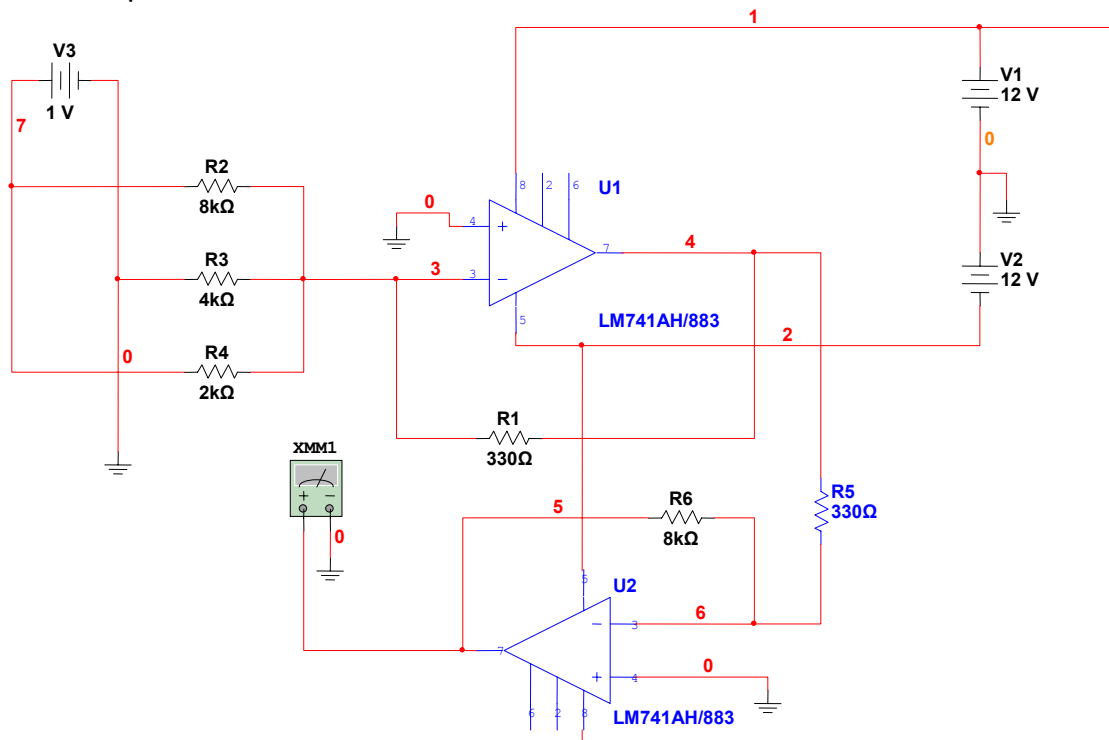 1
V3
1 V
7
V1
12 V
0
R2
8kΩ
8
2
6
U1
0
4
+
R3
4kΩ
3
3
−
7
4
V2
12 V
5
LM741AH/883
2
0
R4
2kΩ
R1
330Ω
XMM1
+ −
0
5
R6
8kΩ
R5
330Ω
5
U2
−
3
6
7
+
4
0
6
2
8
LM741AH/883